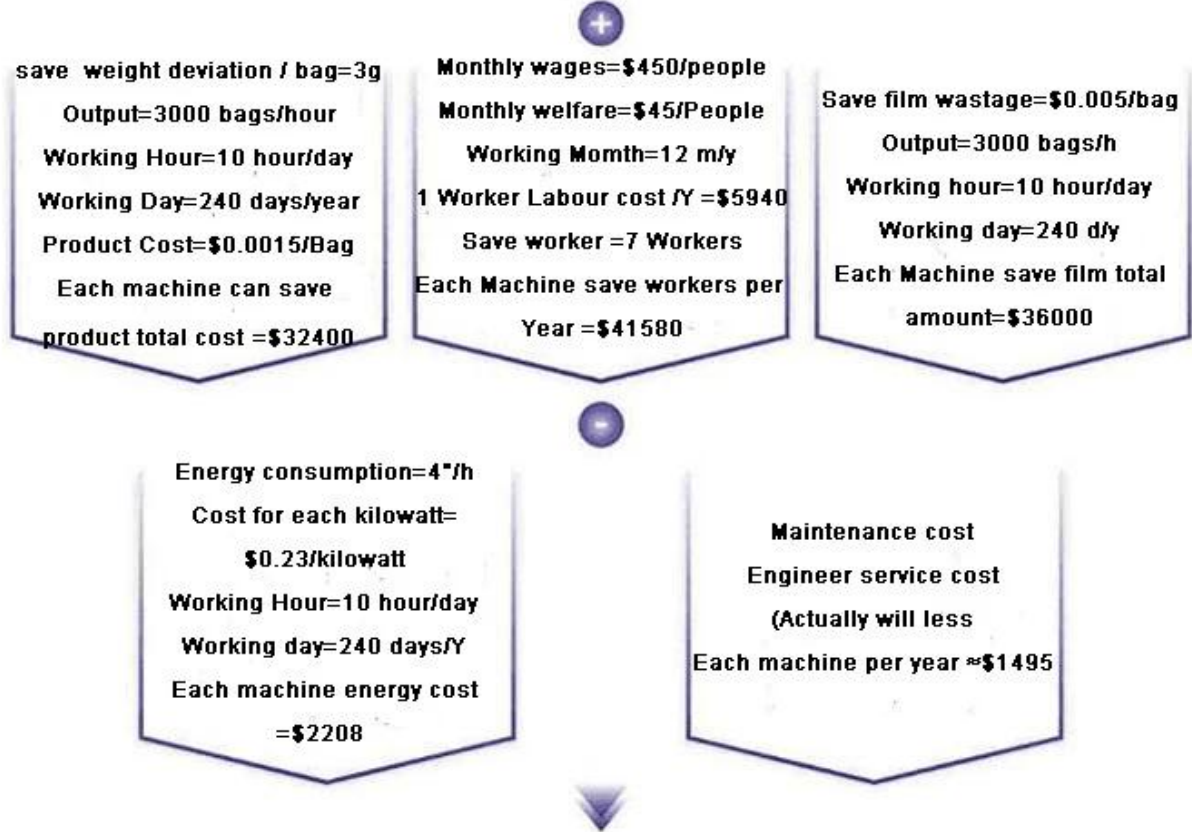 +
save weight deviation / bag=3g
Output=3000 bags/hour
Working Hour=10 hour/day
Working Day=240 days/year
Product Cost=$0.0015/Bag
Each machine can save
product total cost =$32400
Monthly wages=$450/people
Monthly welfare=$45/People
Working Momth=12 m/y
1 Worker Labour cost /Y =$5940
Save worker =7 Workers
Each Machine save workers per
Year =$41580
Save film wastage=$0.005/bag
Output=3000 bags/h
Working hour=10 hour/day
Working day=240 d/y
Each Machine save film total
amount=$36000
-
Energy consumption=4"/h
Cost for each kilowatt=
$0.23/kilowatt
Working Hour=10 hour/day
Working day=240 days/Y
Each machine energy cost
=$2208
Maintenance cost
Engineer service cost
(Actually will less
Each machine per year ≈$1495